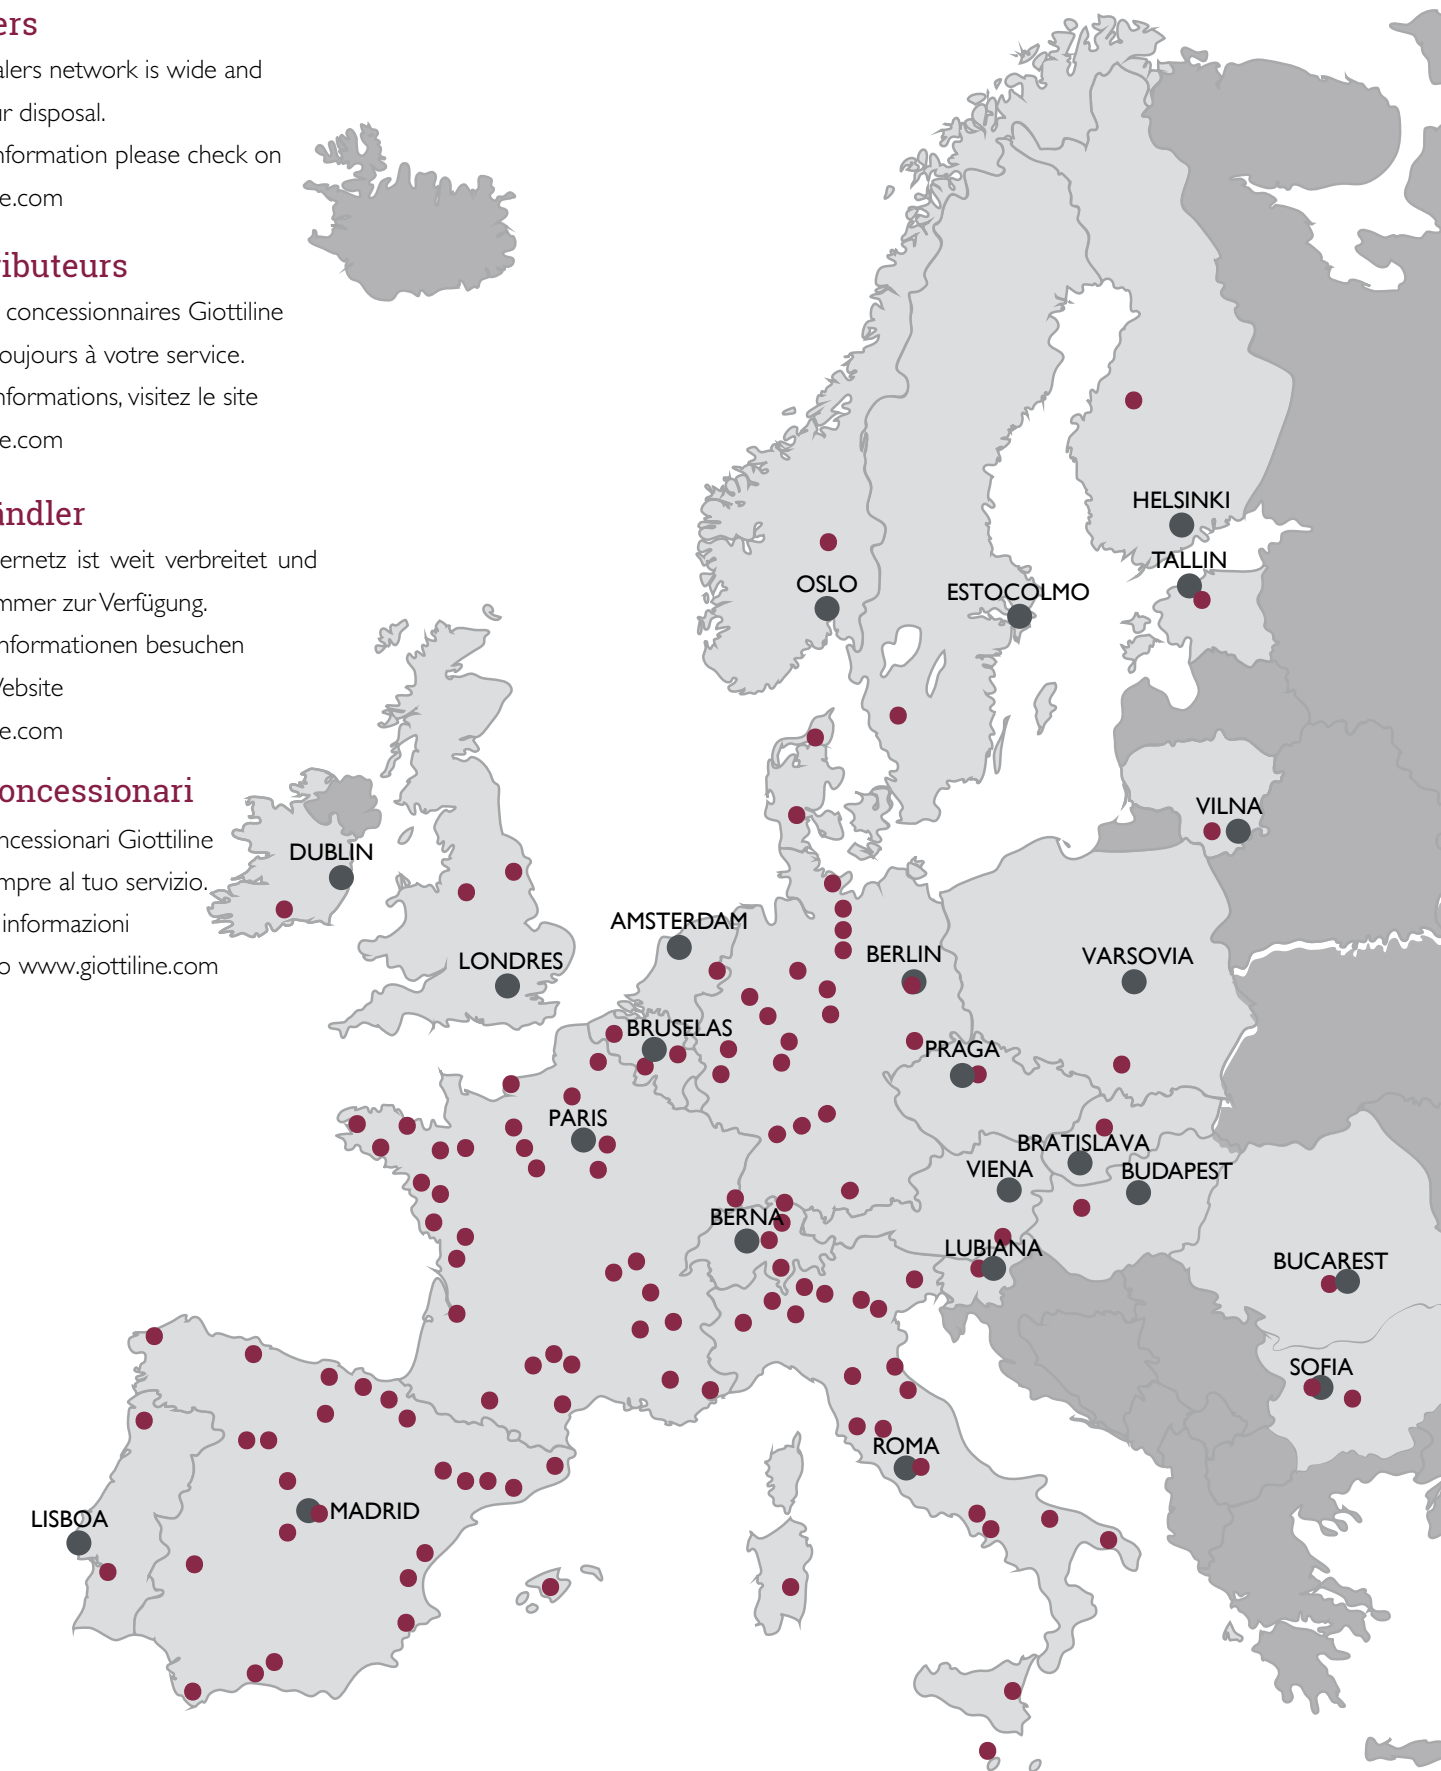 ers
alers network is wide and
ur disposal.
nformation please check on
e.com
ributeurs
concessionnaires Giottiline
oujours à votre service.
nformations, visitez le site
e.com
ändler
ernetz ist weit verbreitet und
mmer zur Verfügung.
nformationen besuchen
Website
e.com
oncessionari
ncessionari Giottiline
mpre al tuo servizio.
informazioni
o www.giottiline.com
HELSINKI
TALLIN
OSLO
ESTOCOLMO
VILNA
DUBLIN
AMSTERDAM
LONDRES
BERLIN
VARSOVIA
BRUSELAS
PRAGA
PARIS
BRATISLAVA
VIENA
BUDAPEST
BERNA
LUBIANA
BUCAREST
SOFIA
ROMA
MADRID
LISBOA